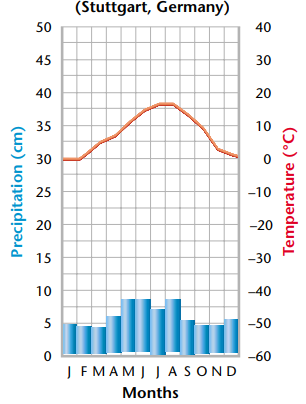 (Stuttgart, Germany)
50 40
45 30
40 20
35 10
30 0
25 –10
20 –20
15 –30
10 –40
5 –50
0 –60
Precipitation (cm)
Temperature (°C)
J F M A M J J A S O N D
Months